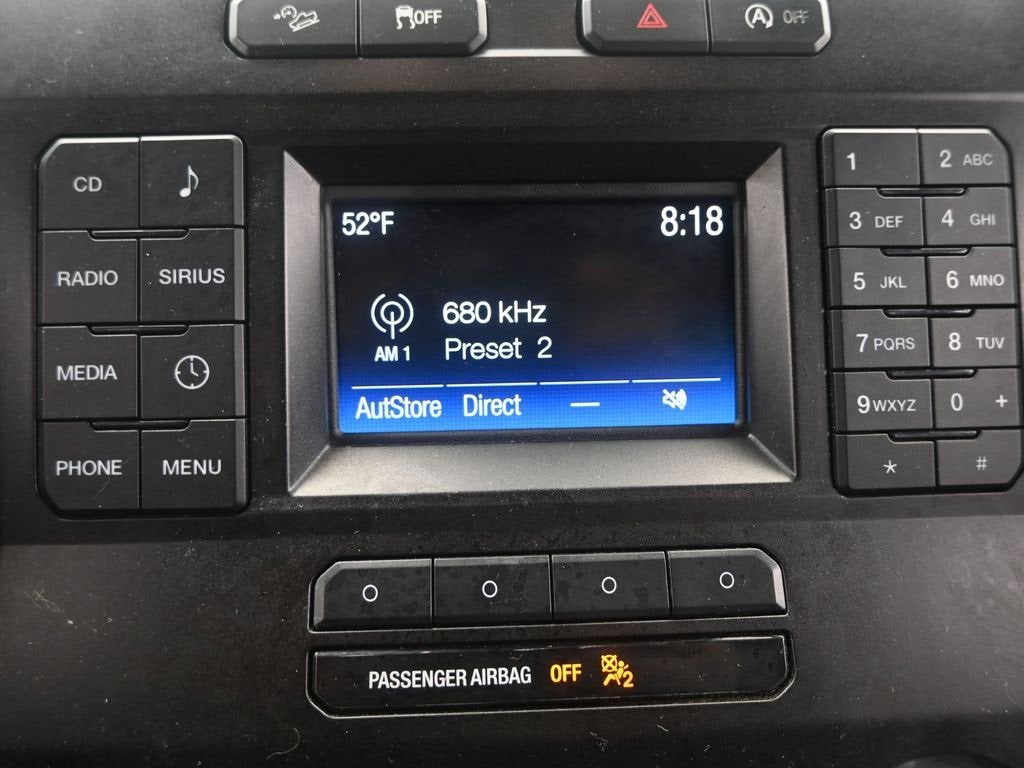 OFF
A OFF
CD
RADIO SIRIUS
MEDIA
PHONE MENU
52°F 8:18
680 kHz
AM 1 Preset 2
AutStore Direct —
1 2 ABC
3 DEF 4 GHI
5 JKL 6 MNO
7 PQRS 8 TUV
9 WXYZ 0 +
* #
PASSENGER AIRBAG OFF 2